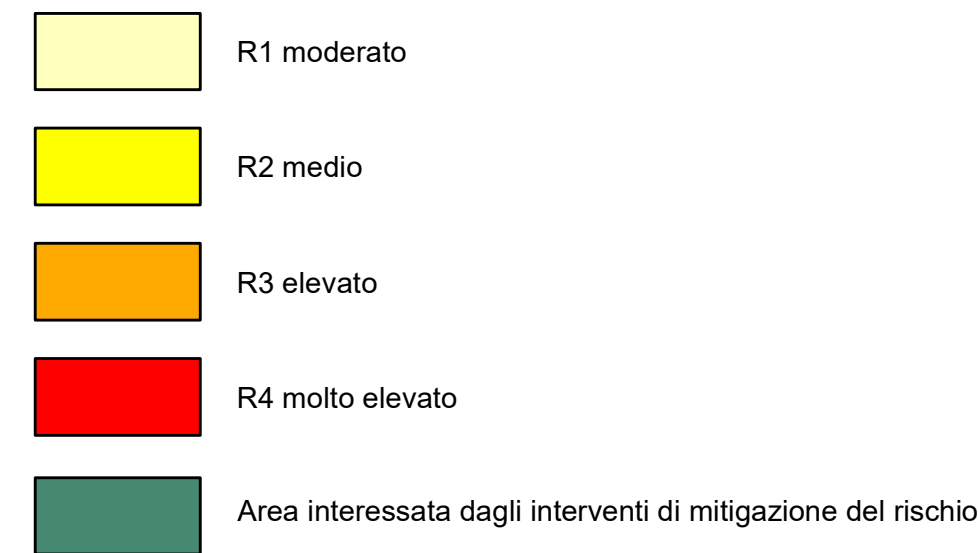 R1 moderato
R2 medio
R3 elevato
R4 molto elevato
Area interessata dagli interventi di mitigazione del rischio